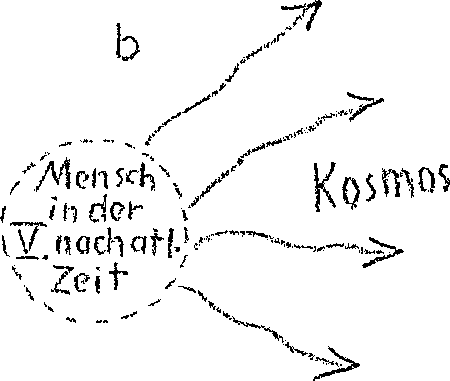 b
Mensch
in der
V. nachatl.
Zeit
Kosmos